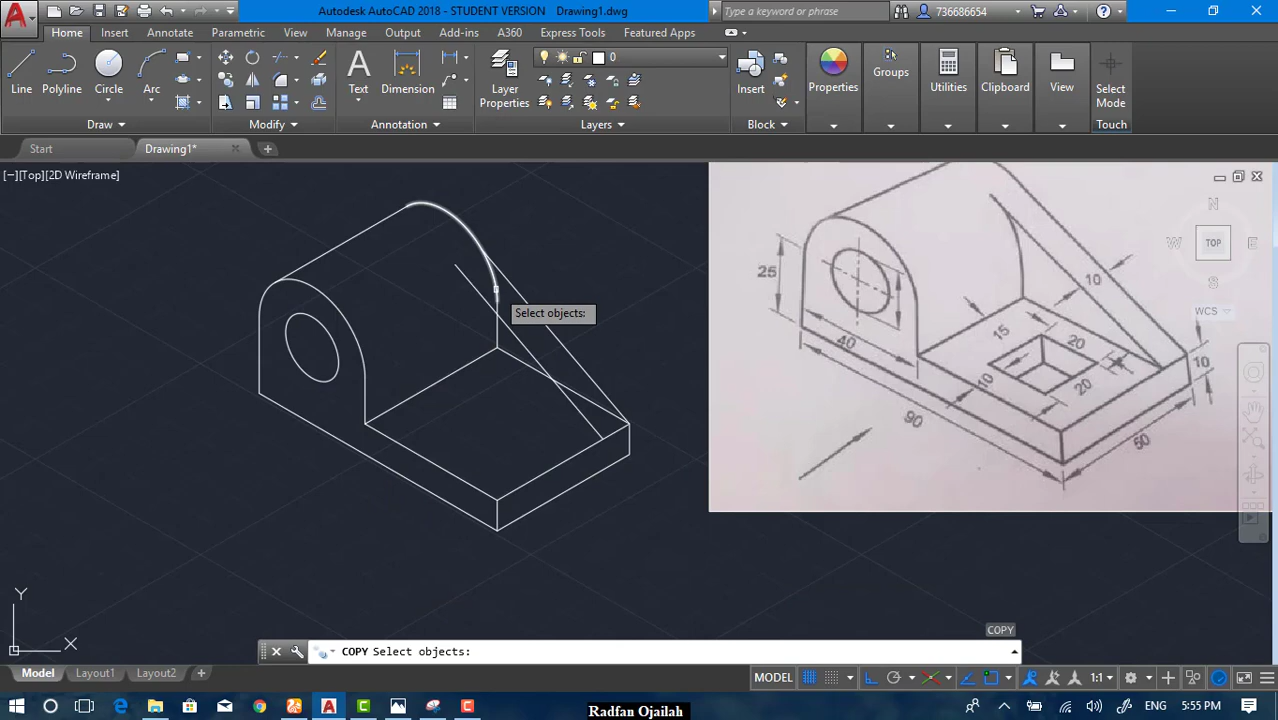 Autodesk AutoCAD 2018 - STUDENT VERSION Drawing1.dwg
Type a keyword or phrase
736686654
Home Insert Annotate Parametric View Manage Output Add-ins A360 Express Tools Featured Apps
0
Line Polyline Circle Arc
Text Dimension
Layer Properties
Insert
Properties Groups Utilities Clipboard View
Select Mode
Draw Modify Annotation Layers Block Touch
Start Drawing1*
[−][Top][2D Wireframe]
N
W TOP E
S
WCS
25
40
90
15
10
20
20
10
10
50
Select objects:
Y
X
COPY
COPY Select objects:
Model Layout1 Layout2
MODEL 1:1
ENG 5:55 PM
Radfan Ojailah